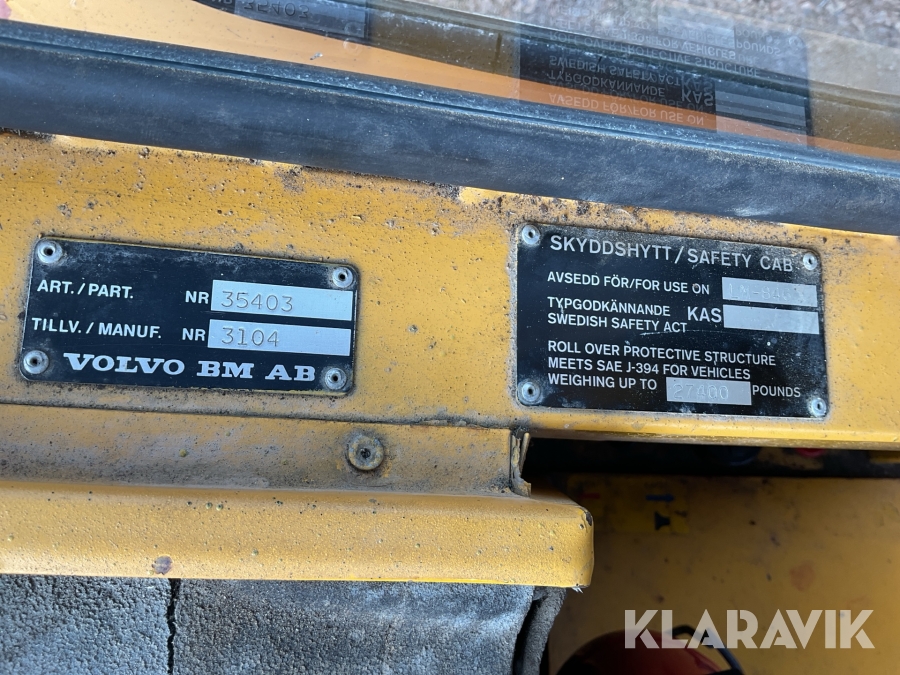 ART./PART. NR 35403
TILLV./MANUF. NR 3104
VOLVO BM AB
SKYDDSHYTT/SAFETY CAB
AVSEDD FÖR/FOR USE ON
TYPGODKÄNNANDE KAS
SWEDISH SAFETY ACT
ROLL OVER PROTECTIVE STRUCTURE
MEETS SAE J-394 FOR VEHICLES
WEIGHING UP TO 27400 POUNDS
KLARAVIK